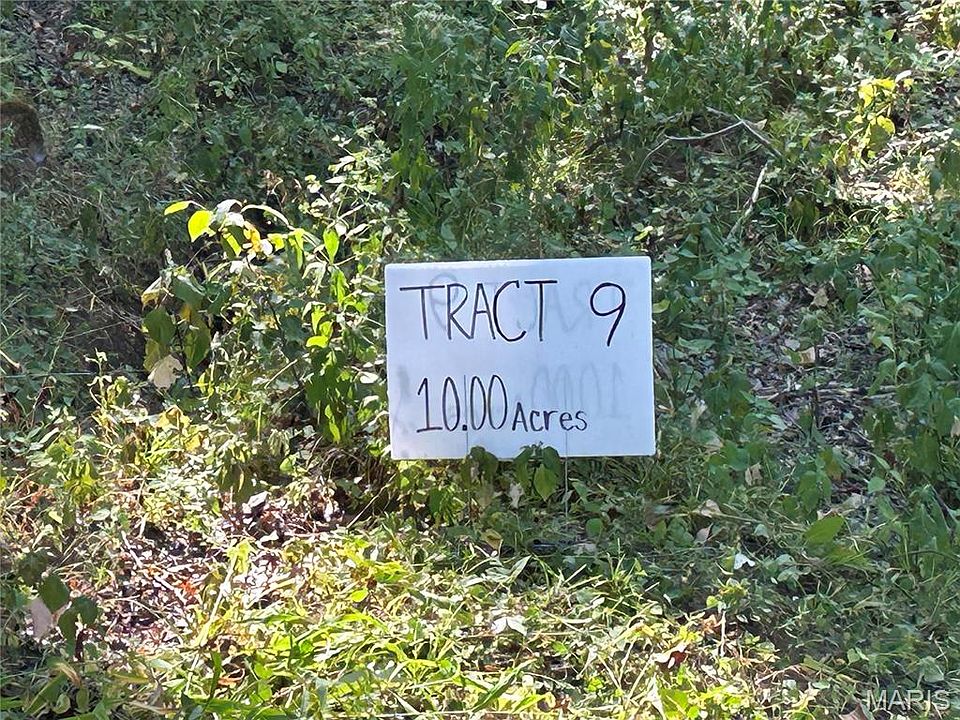 TRACT 9
10.00 Acres
MARIS